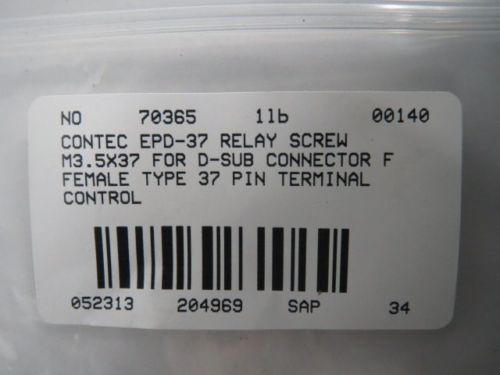 NO 70365 1lb 00140
CONTEC EPD-37 RELAY SCREW
M3.5X37 FOR D-SUB CONNECTOR F
FEMALE TYPE 37 PIN TERMINAL
CONTROL
052313 204969 SAP 34